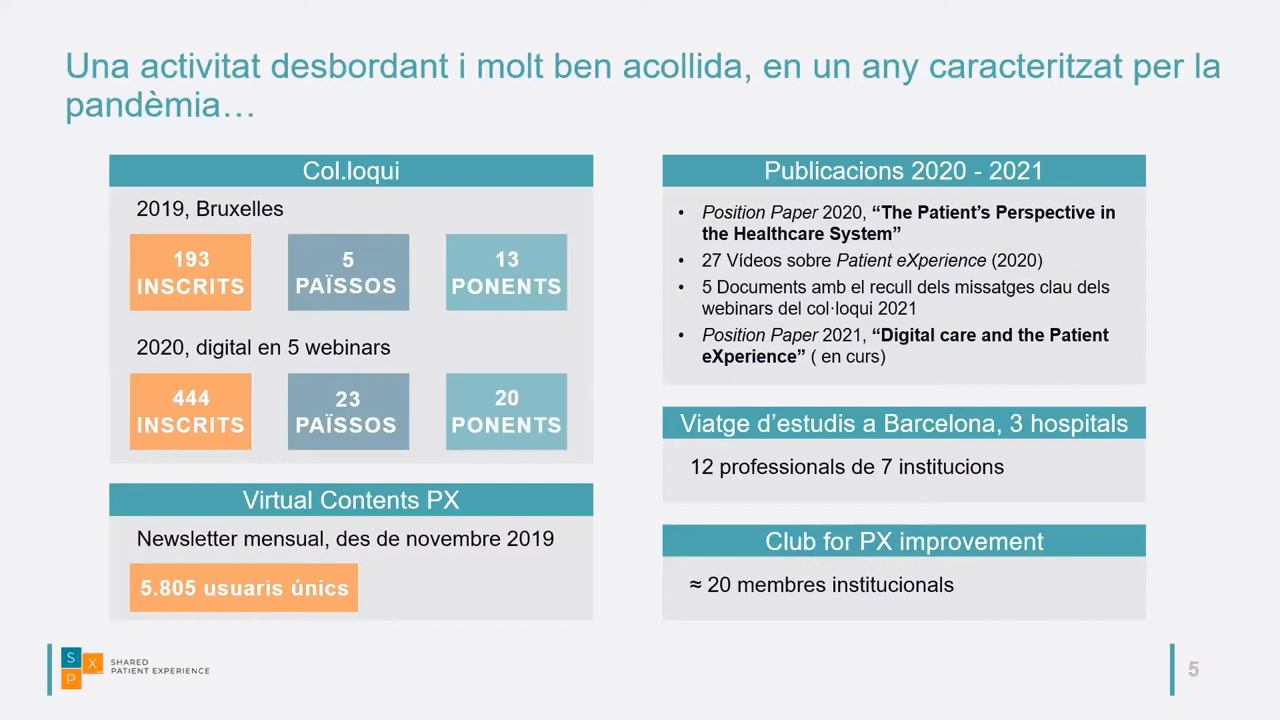 Una activitat desbordant i molt ben acollida, en un any caracteritzat per la
pandèmia…
Col.loqui
2019, Bruxelles
193
INSCRITS
5
PAÏSSOS
13
PONENTS
2020, digital en 5 webinars
444
INSCRITS
23
PAÏSSOS
20
PONENTS
Virtual Contents PX
Newsletter mensual, des de novembre 2019
5.805 usuaris únics
Publicacions 2020 - 2021
• Position Paper 2020, “The Patient’s Perspective in
the Healthcare System”
• 27 Vídeos sobre Patient eXperience (2020)
• 5 Documents amb el recull dels missatges clau dels
webinars del col·loqui 2021
• Position Paper 2021, “Digital care and the Patient
eXperience” ( en curs)
Viatge d’estudis a Barcelona, 3 hospitals
12 professionals de 7 institucions
Club for PX improvement
≈ 20 membres institucionals
S
X
P
SHARED
PATIENT EXPERIENCE
5